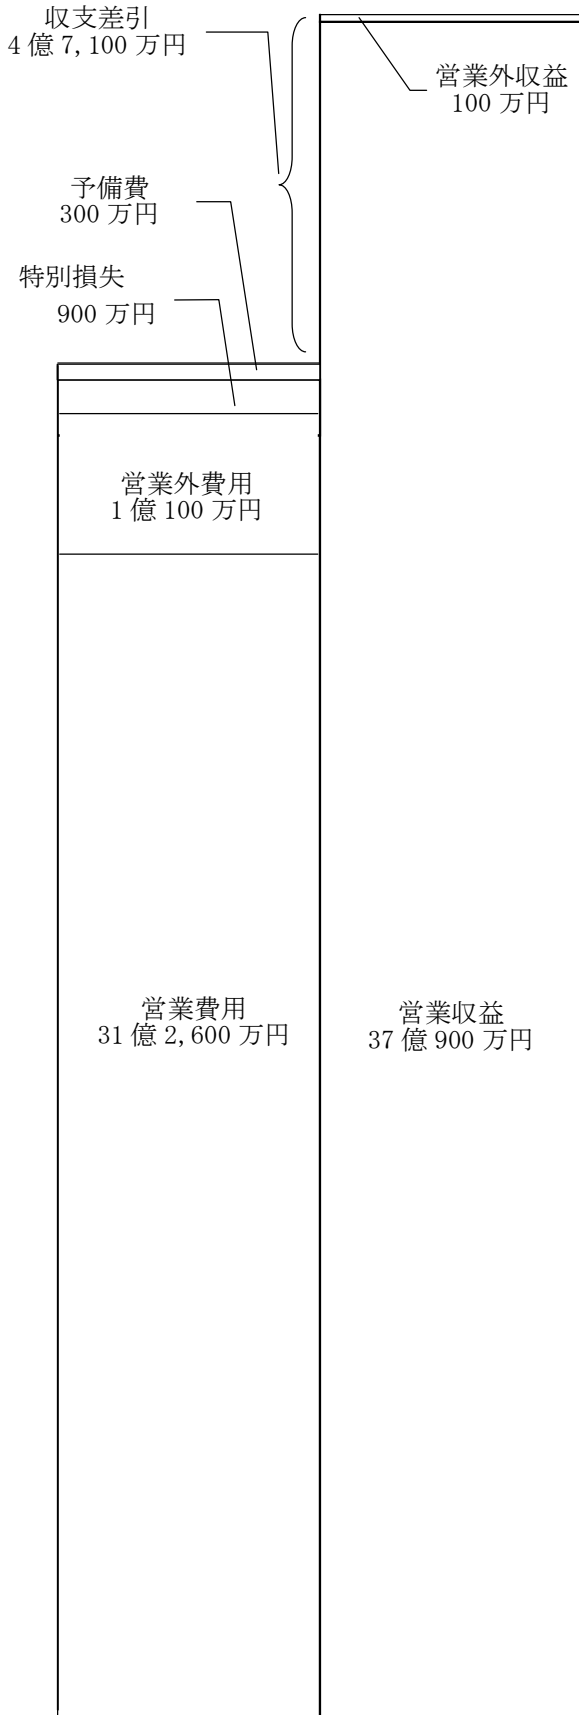 収支差引
4億7,100万円
営業外収益
100万円
予備費
300万円
特別損失
900万円
営業外費用
1億100万円
営業費用
31億2,600万円
営業収益
37億900万円